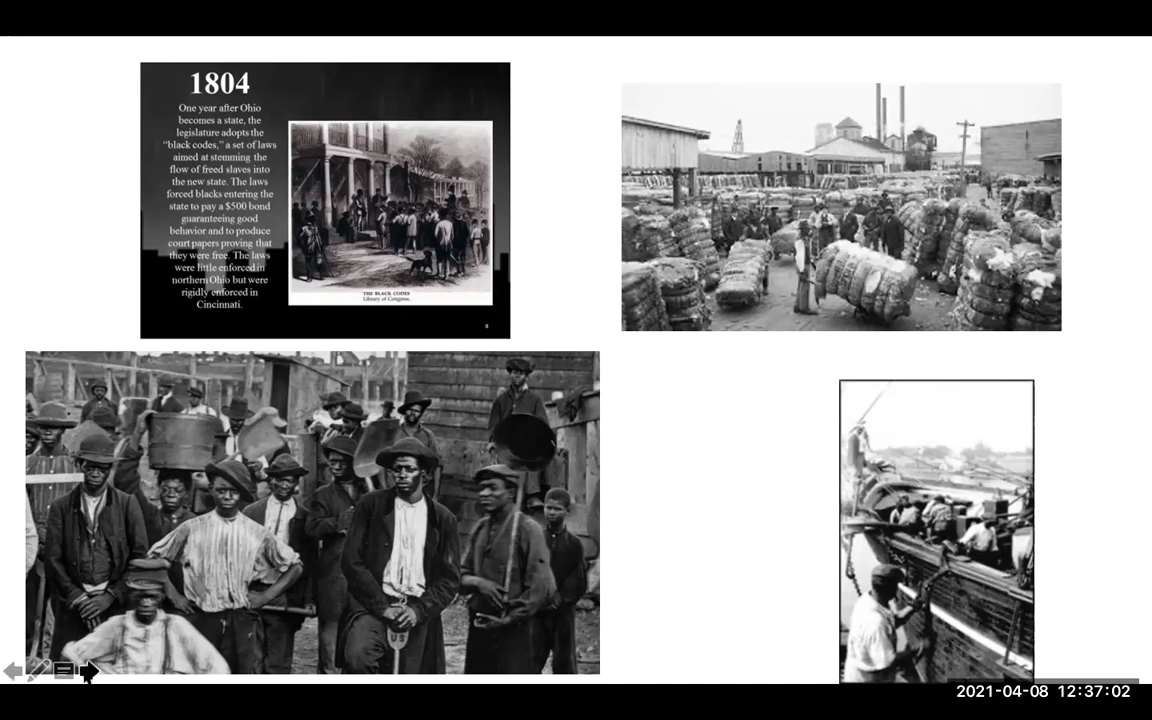 1804
One year after Ohio
becomes a state, the
legislature adopts the
"black codes," a set of laws
aimed at stemming the
flow of freed slaves into
the new state. The laws
forced blacks entering the
state to pay a $500 bond
guaranteeing good
behavior and to produce
court papers proving that
they were free. The laws
were little enforced in
northern Ohio but were
rigidly enforced in
Cincinnati.
THE BLACK CODES
Library of Congress.
8
US
2021-04-08 12:37:02